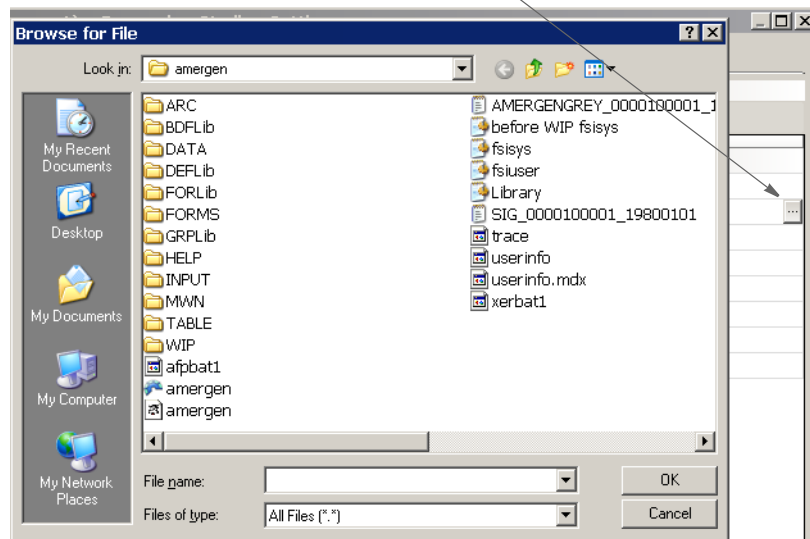 Browse for File
Look in:
amergen
My Recent
Documents
Desktop
My Documents
My Computer
My Network
Places
ARC
BDFLib
DATA
DEFLib
FORLib
FORMS
GRPLib
HELP
INPUT
MWN
TABLE
WIP
afpbat1
amergen
amergen
AMERGENGREY_0000100001_1
before WIP fsisys
fsisys
fsiuser
Library
SIG_0000100001_19800101
trace
userinfo
userinfo.mdx
xerbat1
File name:
OK
Files of type:
All Files (*.*)
Cancel
...